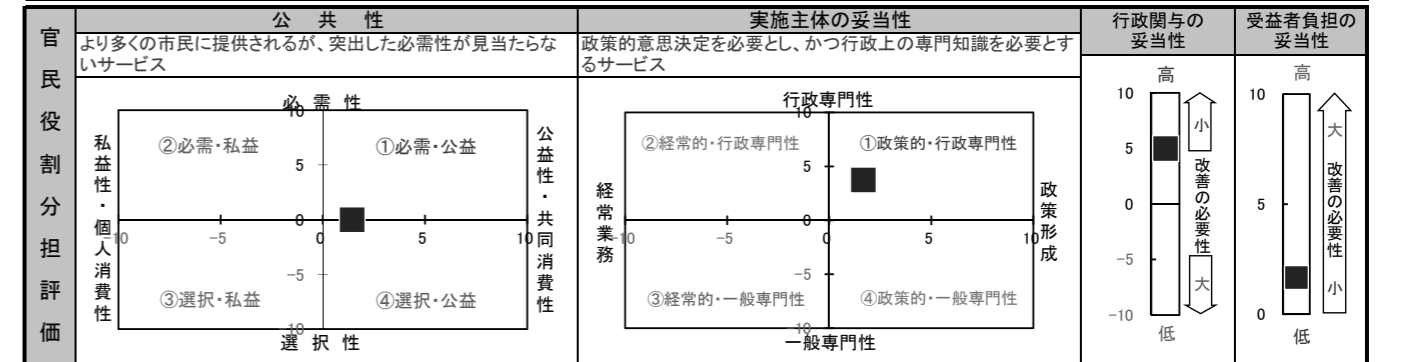 官民役割分担評価
公 共 性
より多くの市民に提供されるが、突出した必需性が見当たらな
いサービス
必 需 性
10
②必需・私益
①必需・公益
5
私益性・個人消費性
公益性・共同消費性
0
-10
-5
0
5
10
-5
③選択・私益
④選択・公益
-10
選 択 性
実施主体の妥当性
政策的意思決定を必要とし、かつ行政上の専門知識を必要とす
るサービス
行政専門性
10
②経常的・行政専門性
①政策的・行政専門性
5
経常業務
政策形成
0
-10
-5
0
5
10
-5
③経常的・一般専門性
④政策的・一般専門性
-10
一般専門性
行政関与の
妥当性
高
10
5
0
-5
-10
小
改善の必要性
大
低
受益者負担の
妥当性
高
10
5
0
大
改善の必要性
小
低